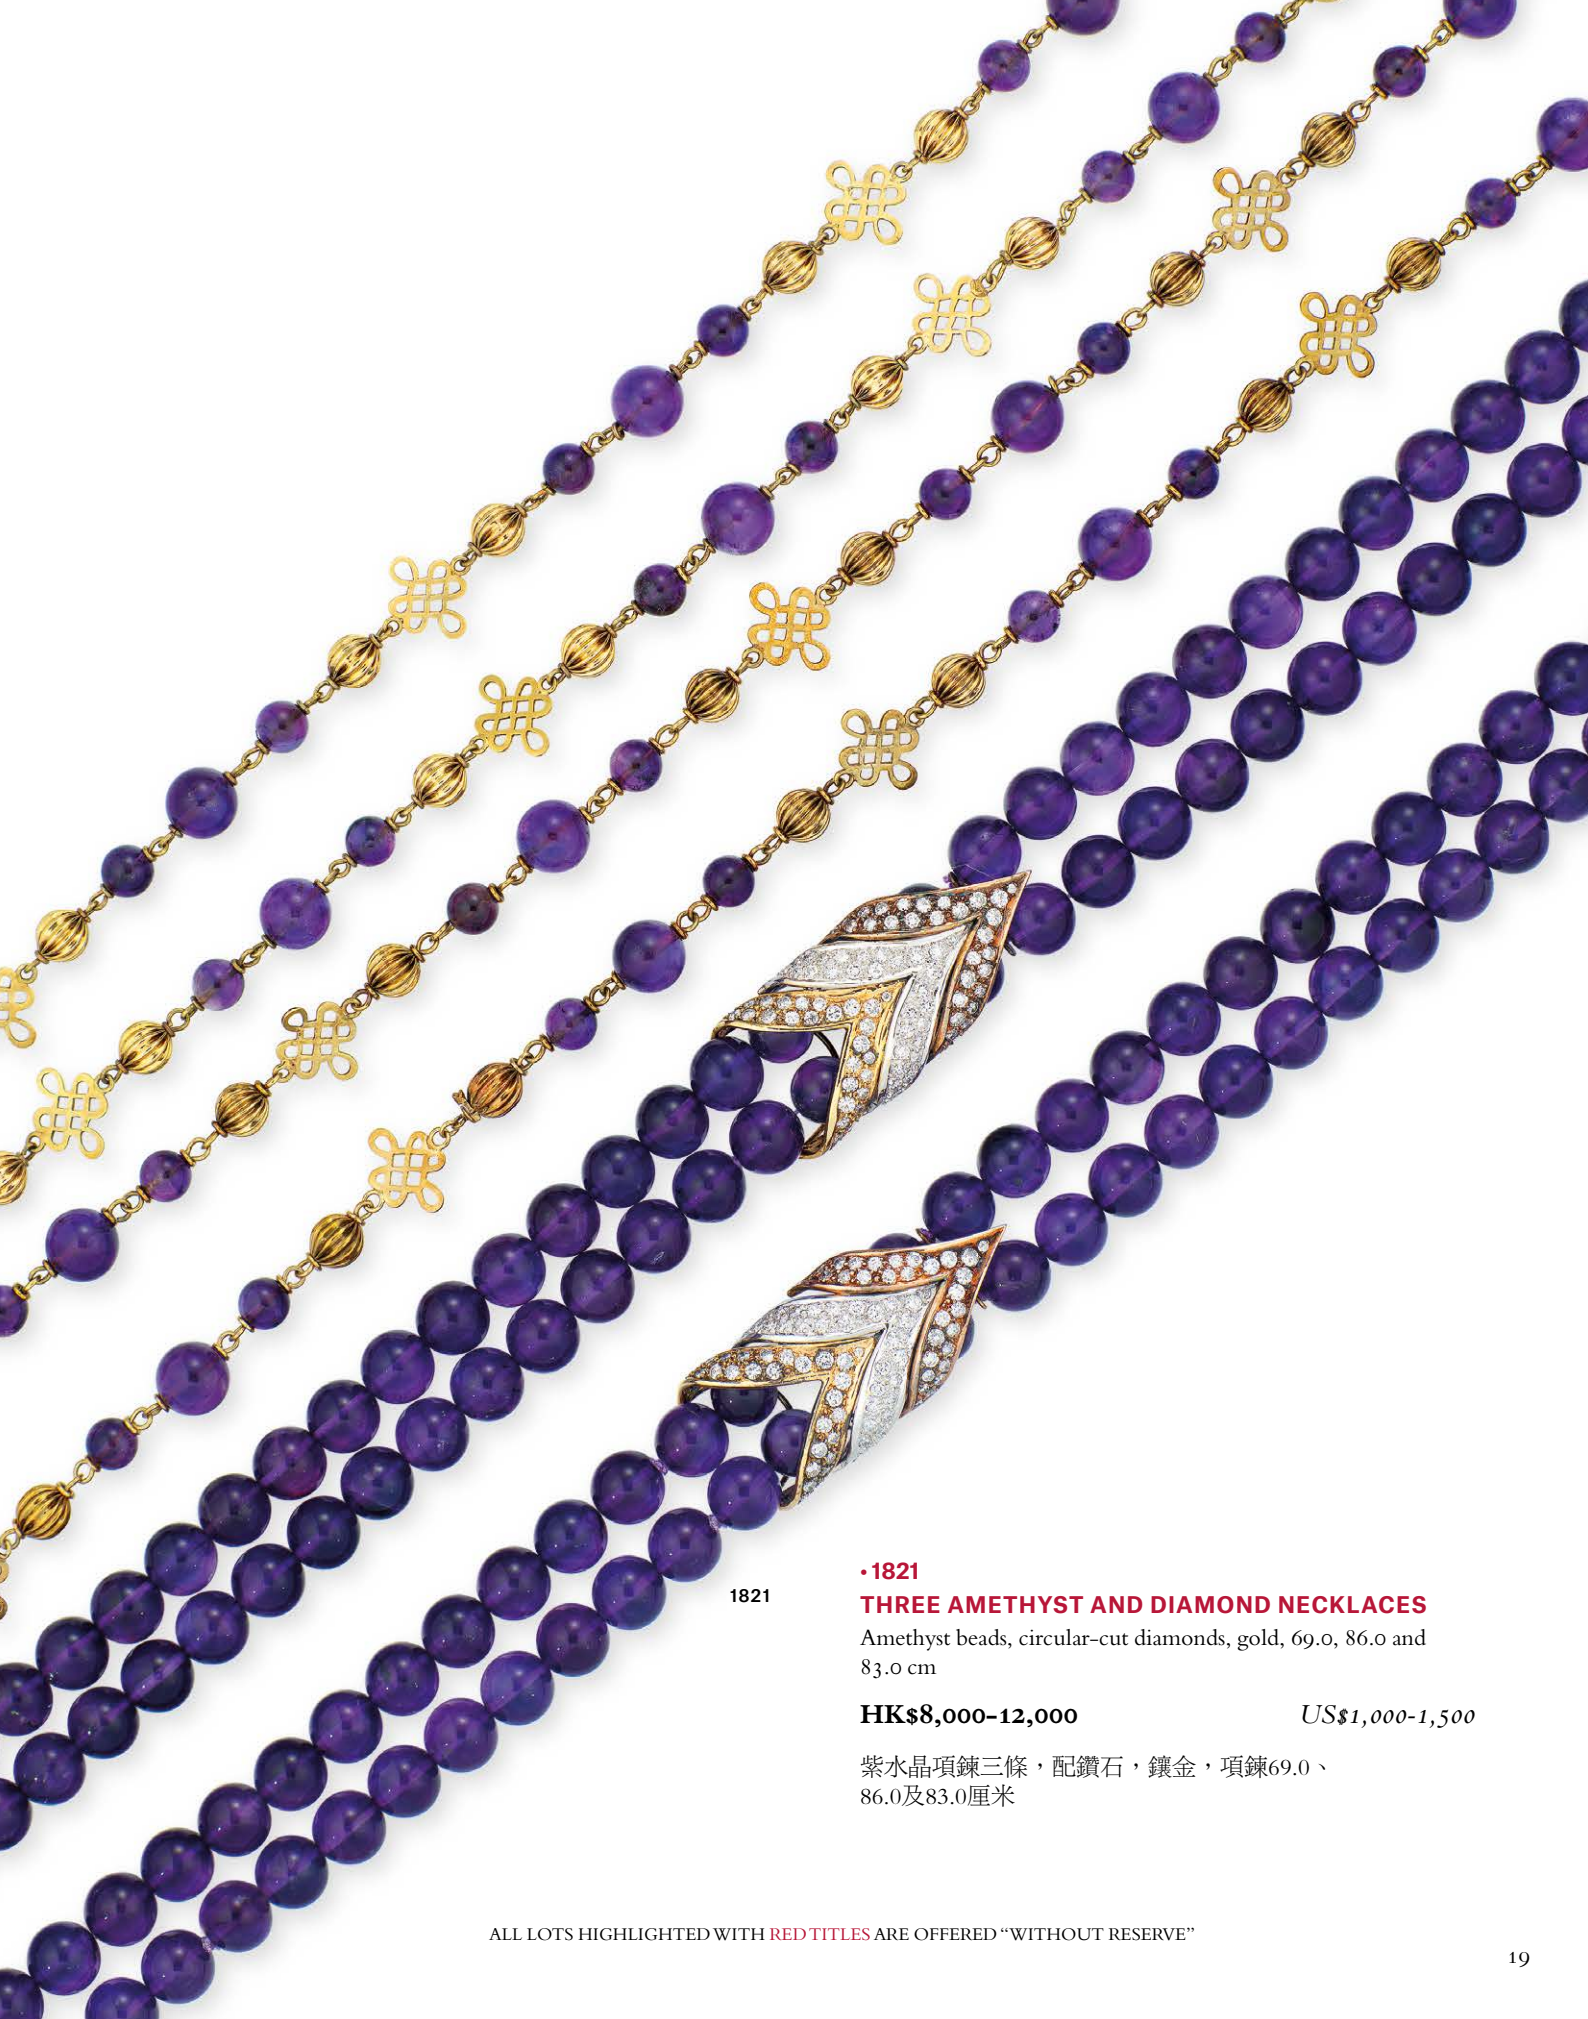 1821
• 1821
THREE AMETHYST AND DIAMOND NECKLACES
Amethyst beads, circular-cut diamonds, gold, 69.0, 86.0 and
83.0 cm
HK$8,000-12,000 US$1,000-1,500
紫水晶項鍊三條，配鑽石，鑲金，項鍊69.0、
86.0及83.0厘米
ALL LOTS HIGHLIGHTED WITH RED TITLES ARE OFFERED “WITHOUT RESERVE”
19